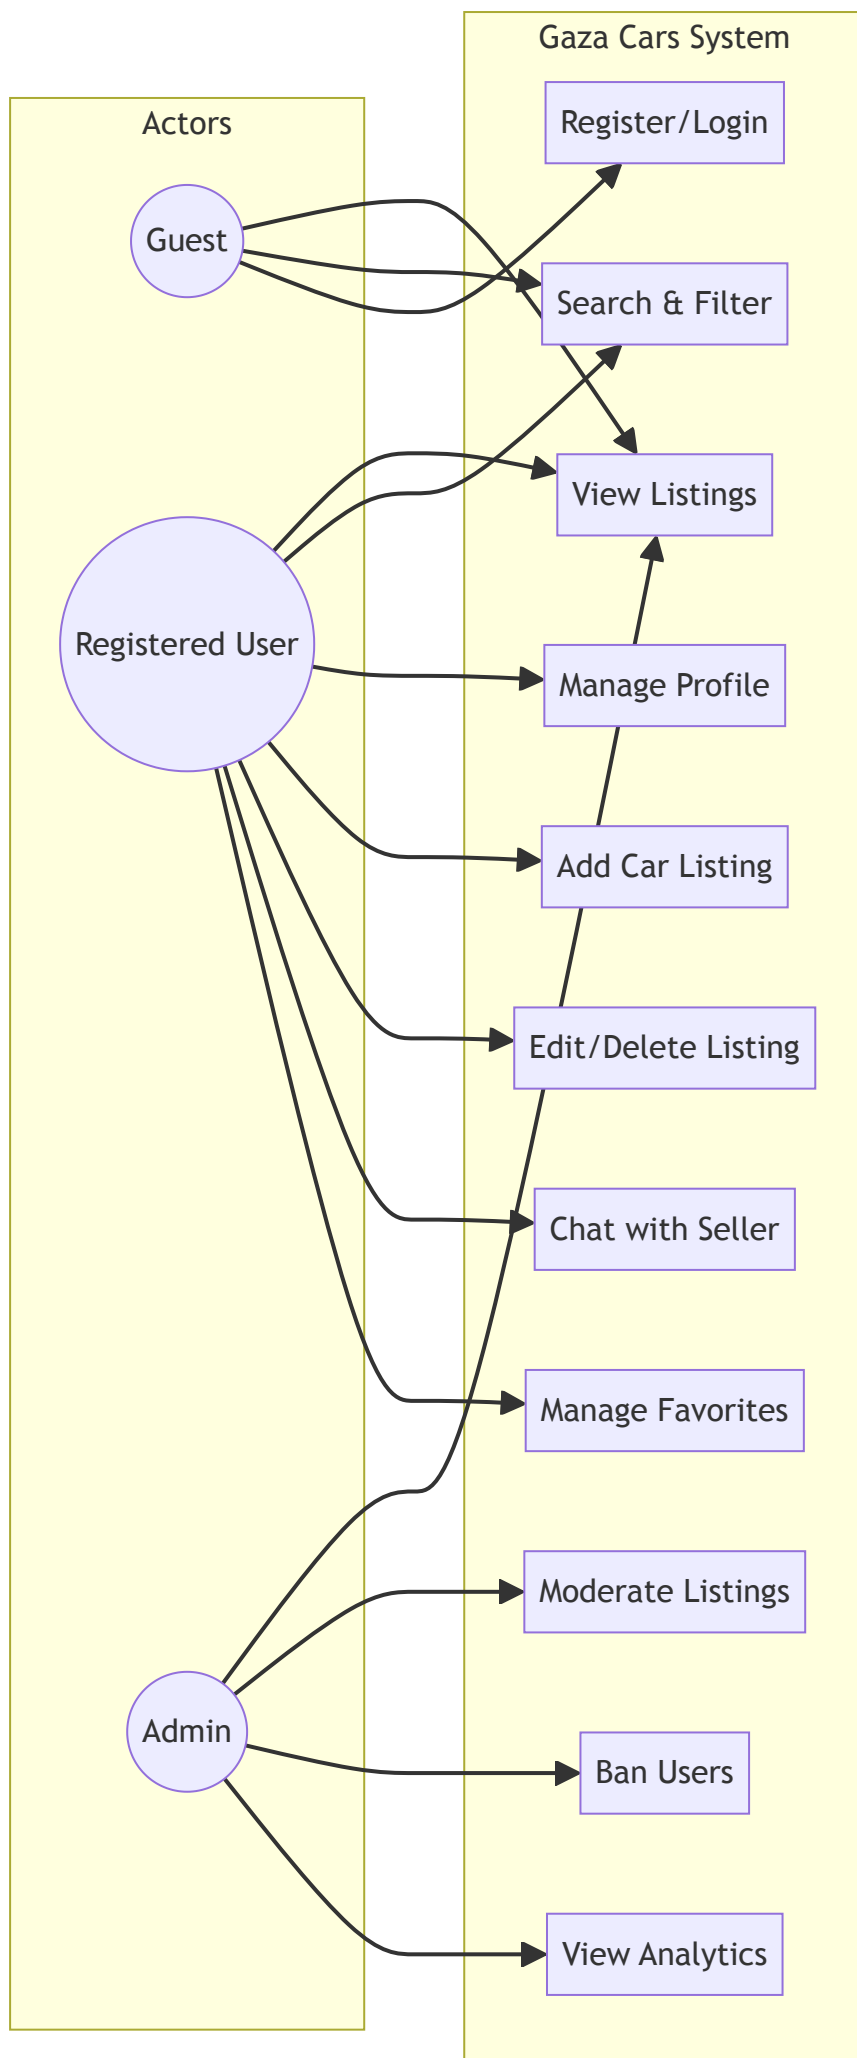 Gaza Cars System
Actors
Register/Login
Guest
Search & Filter
View Listings
Registered User
Manage Profile
Add Car Listing
Edit/Delete Listing
Chat with Seller
Manage Favorites
Moderate Listings
Admin
Ban Users
View Analytics